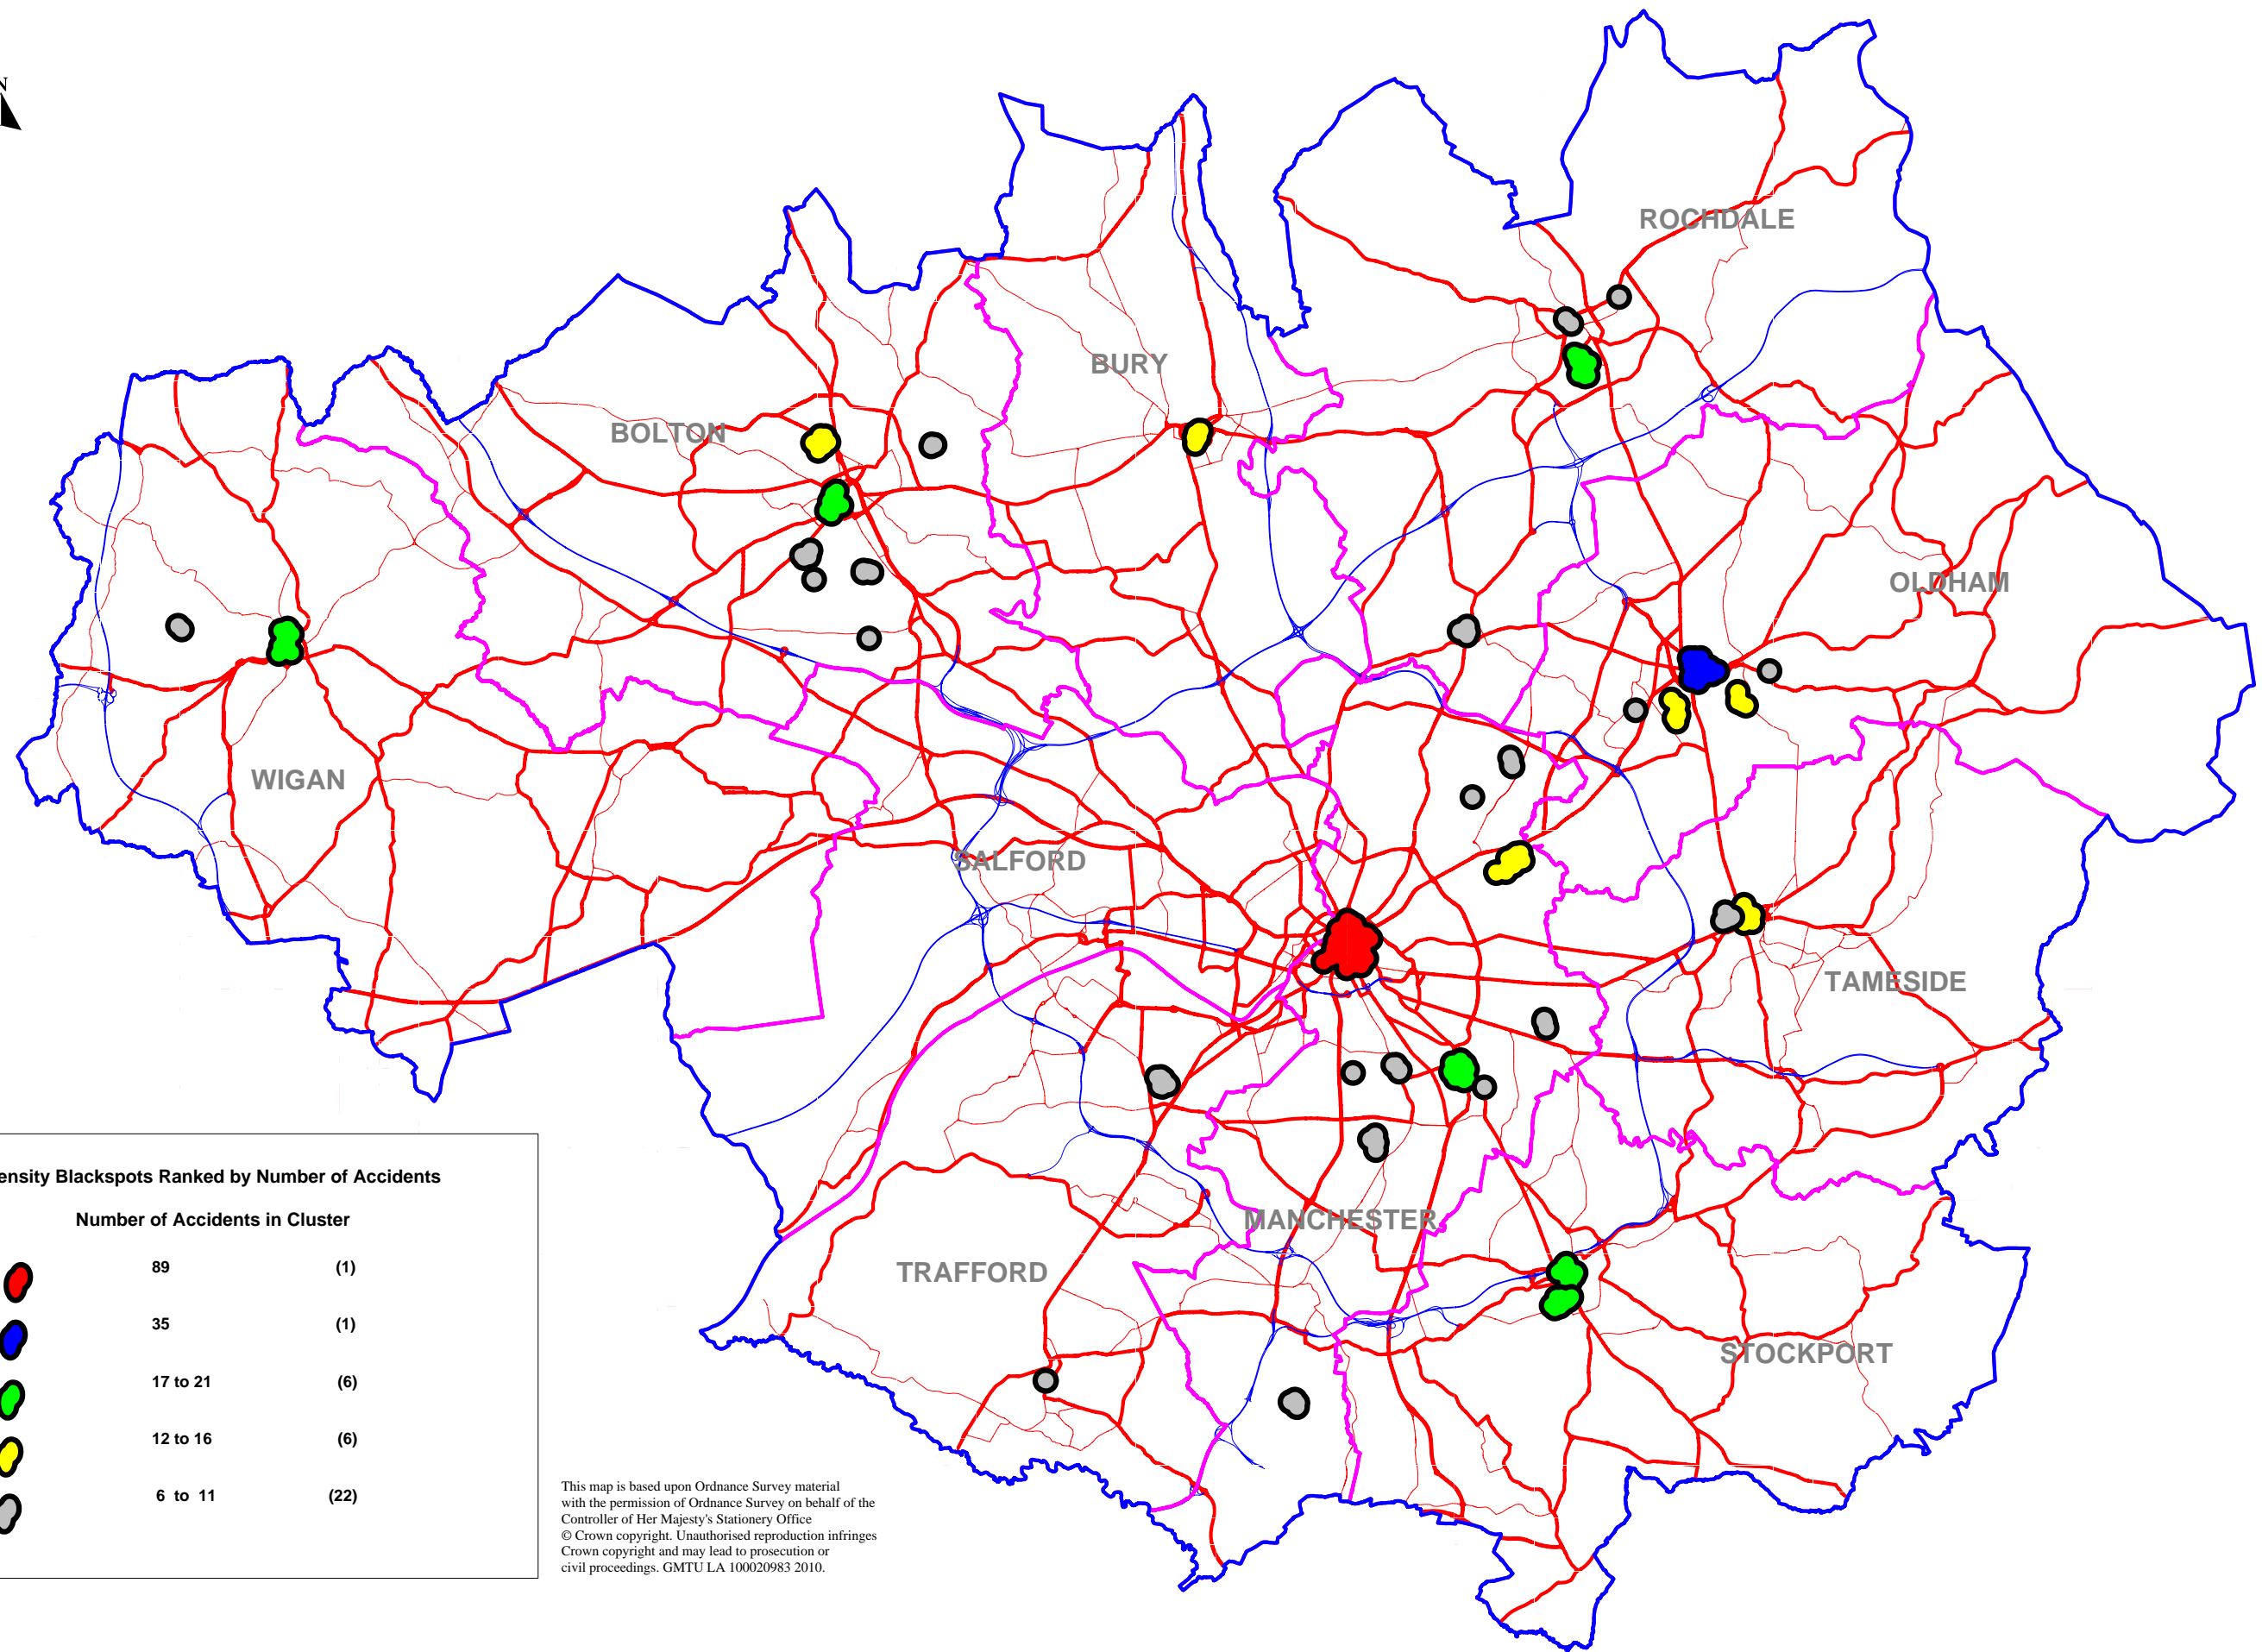 N
ROCHDALE
BURY
BOLTON
OLDHAM
WIGAN
SALFORD
TAMESIDE
MANCHESTER
TRAFFORD
STOCKPORT
ensity Blackspots Ranked by Number of Accidents
Number of Accidents in Cluster
89 (1)
35 (1)
17 to 21 (6)
12 to 16 (6)
6 to 11 (22)
This map is based upon Ordnance Survey material
with the permission of Ordnance Survey on behalf of the
Controller of Her Majesty's Stationery Office
© Crown copyright. Unauthorised reproduction infringes
Crown copyright and may lead to prosecution or
civil proceedings. GMTU LA 100020983 2010.